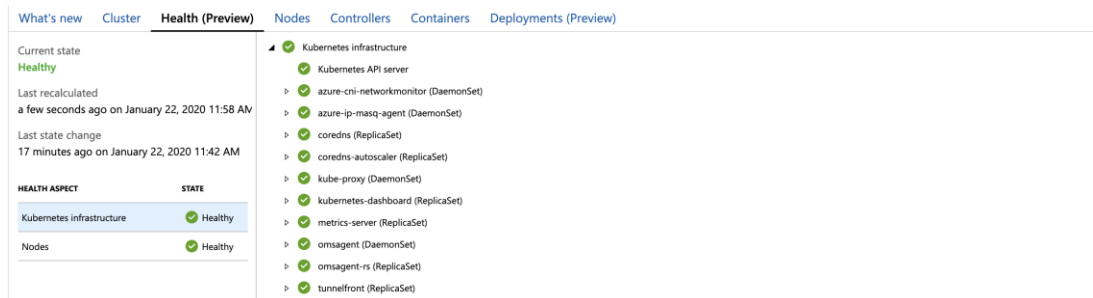 What's new Cluster Health (Preview) Nodes Controllers Containers Deployments (Preview)
Current state
Healthy
Last recalculated
a few seconds ago on January 22, 2020 11:58 AM
Last state change
17 minutes ago on January 22, 2020 11:42 AM
HEALTH ASPECT STATE
Kubernetes infrastructure Healthy
Nodes Healthy
Kubernetes infrastructure
Kubernetes API server
azure-cni-networkmonitor (DaemonSet)
azure-ip-masq-agent (DaemonSet)
coredns (ReplicaSet)
coredns-autoscaler (ReplicaSet)
kube-proxy (DaemonSet)
kubernetes-dashboard (ReplicaSet)
metrics-server (ReplicaSet)
omsagent (DaemonSet)
omsagent-rs (ReplicaSet)
tunnelfront (ReplicaSet)